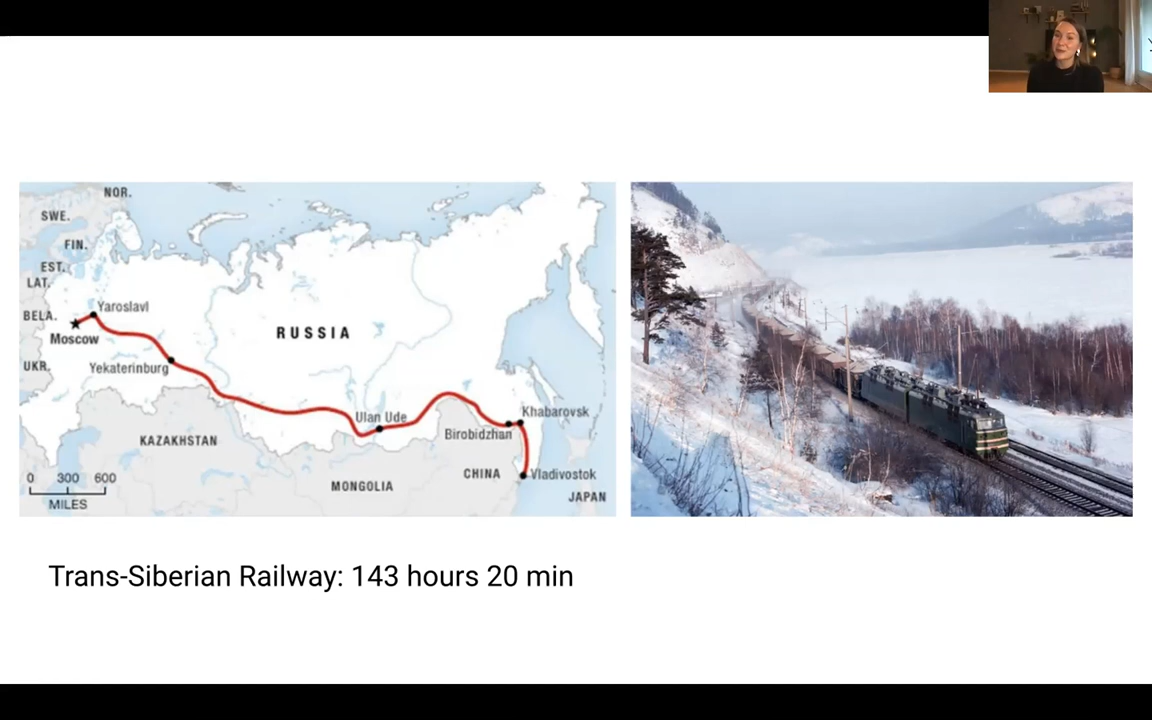 NOR.
SWE.
FIN.
EST.
LAT.
BELA.
Yaroslavl
Moscow
RUSSIA
UKR.
Yekaterinburg
Ulan Ude
Khabarovsk
Birobidzhan
KAZAKHSTAN
CHINA
Vladivostok
MONGOLIA
JAPAN
0 300 600
MILES
Trans-Siberian Railway: 143 hours 20 min